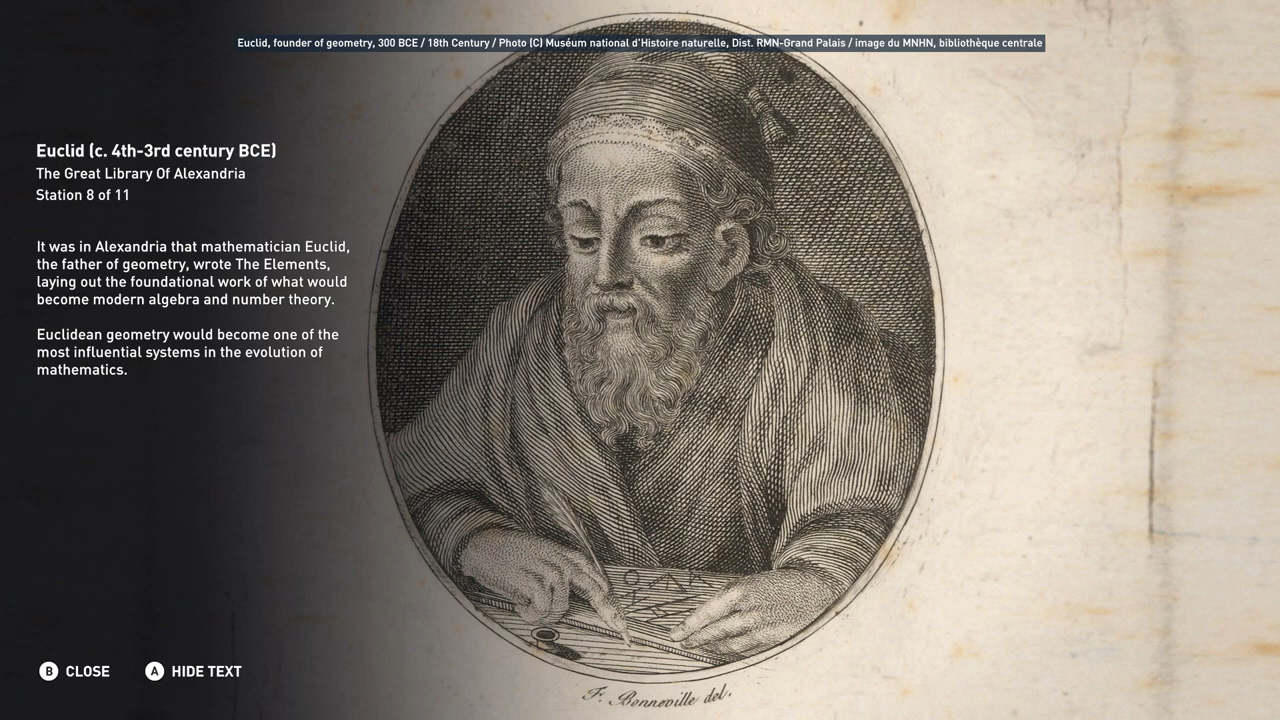 Euclid, founder of geometry, 300 BCE / 18th Century / Photo (C) Muséum national d'Histoire naturelle, Dist. RMN-Grand Palais / image du MNHN, bibliothèque centrale
Euclid (c. 4th-3rd century BCE)
The Great Library Of Alexandria
Station 8 of 11
It was in Alexandria that mathematician Euclid,
the father of geometry, wrote The Elements,
laying out the foundational work of what would
become modern algebra and number theory.
Euclidean geometry would become one of the
most influential systems in the evolution of
mathematics.
B CLOSE A HIDE TEXT
F. Bonneville del.